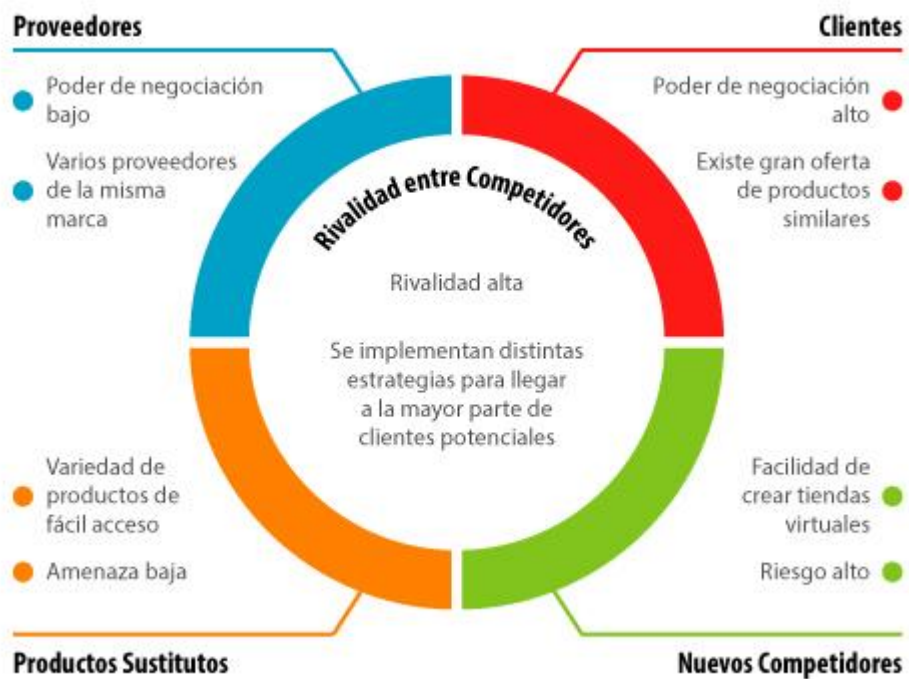 Proveedores
Poder de negociación
bajo
Varios proveedores
de la misma
marca
Clientes
Poder de negociación
alto
Existe gran oferta
de productos
similares
Rivalidad entre Competidores
Rivalidad alta
Se implementan distintas
estrategias para llegar
a la mayor parte de
clientes potenciales
Variedad de
productos de
fácil acceso
Amenaza baja
Productos Sustitutos
Facilidad de
crear tiendas
virtuales
Riesgo alto
Nuevos Competidores